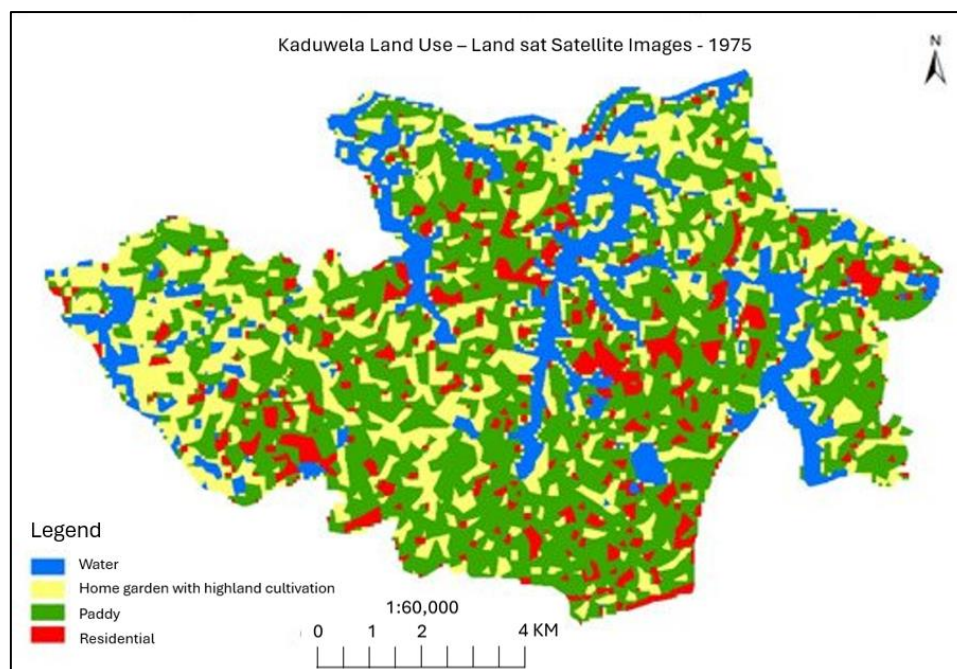 Kaduwela Land Use – Land sat Satellite Images - 1975
N
Legend
Water
Home garden with highland cultivation
Paddy
Residential
1:60,000
0 1 2 4 KM